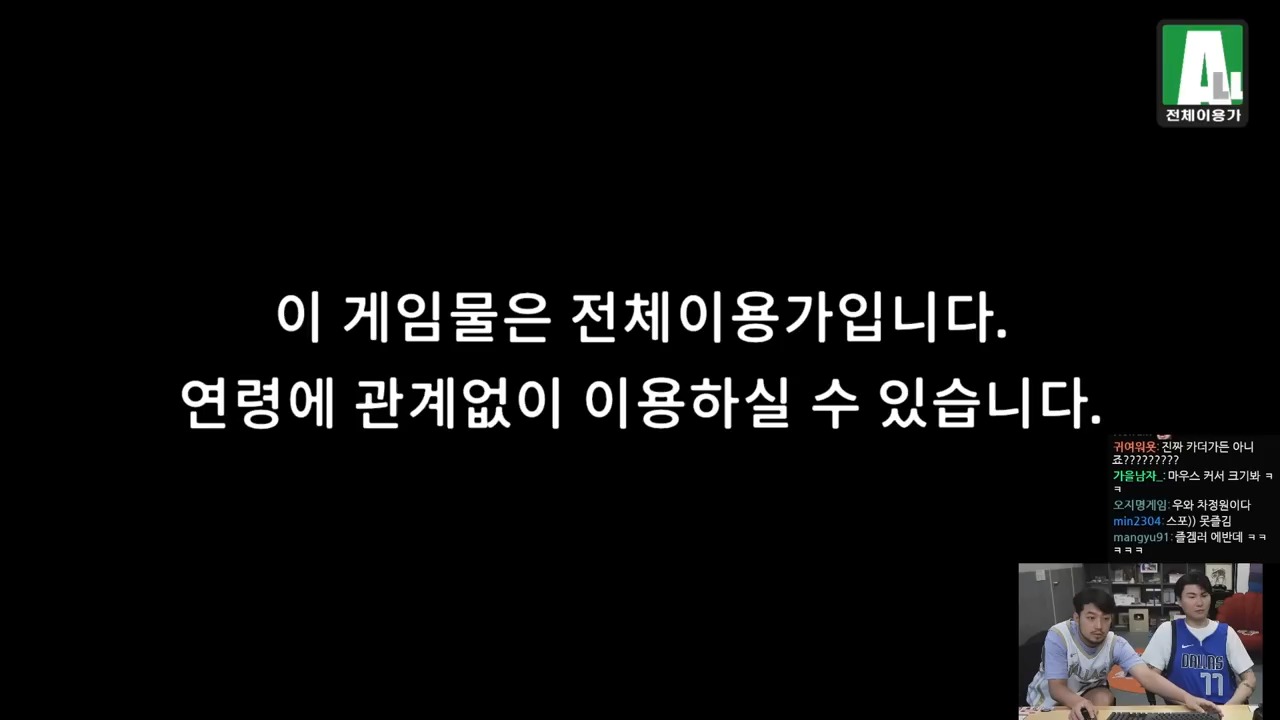 ALL
전체이용가
이 게임물은 전체이용가입니다.
연령에 관계없이 이용하실 수 있습니다.
귀여워욧: 진짜 카더가든 아니
죠?????????
가을남자_: 마우스 커서 크기봐 ㅋ
ㅋ
오지명게임: 우와 차정원이다
min2304: 스포)) 못즐김
mangyu91: 즐겜러 에반데 ㅋㅋ
ㅋㅋㅋ
DALLAS
DALLAS
77